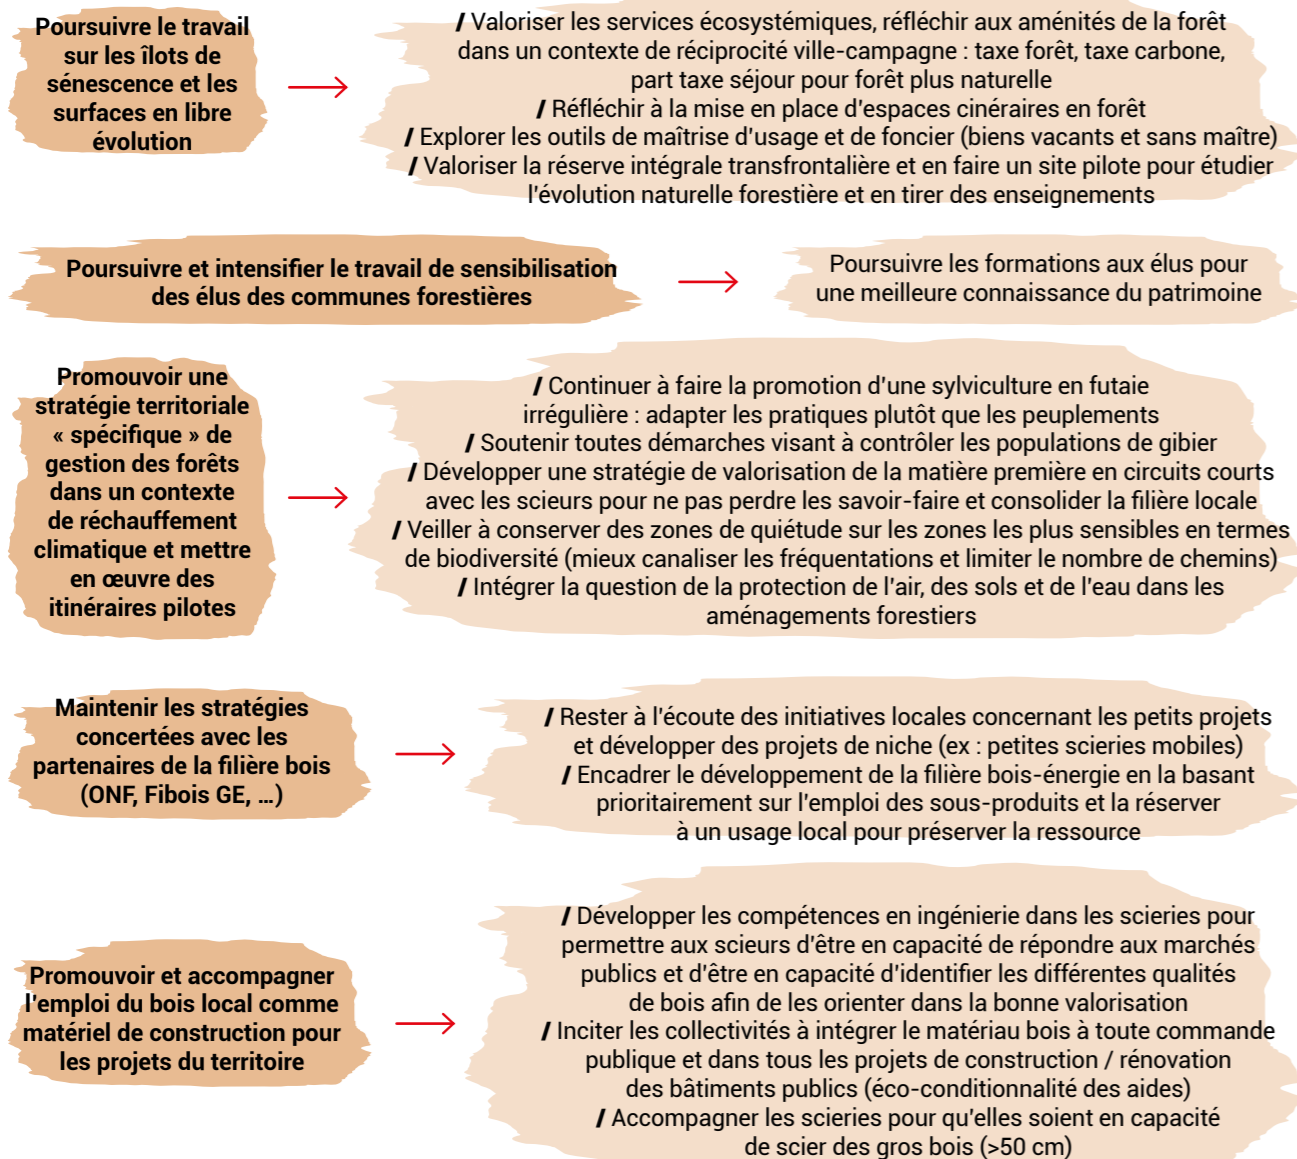 Poursuivre le travail
sur les îlots de
sénescence et les
surfaces en libre
évolution
/ Valoriser les services écosystémiques, réfléchir aux aménités de la forêt
dans un contexte de réciprocité ville-campagne : taxe forêt, taxe carbone,
part taxe séjour pour forêt plus naturelle
/ Réfléchir à la mise en place d'espaces cinéraires en forêt
/ Explorer les outils de maîtrise d'usage et de foncier (biens vacants et sans maître)
/ Valoriser la réserve intégrale transfrontalière et en faire un site pilote pour étudier
l'évolution naturelle forestière et en tirer des enseignements
Poursuivre et intensifier le travail de sensibilisation
des élus des communes forestières
Poursuivre les formations aux élus pour
une meilleure connaissance du patrimoine
Promouvoir une
stratégie territoriale
« spécifique » de
gestion des forêts
dans un contexte
de réchauffement
climatique et mettre
en œuvre des
itinéraires pilotes
/ Continuer à faire la promotion d'une sylviculture en futaie
irrégulière : adapter les pratiques plutôt que les peuplements
/ Soutenir toutes démarches visant à contrôler les populations de gibier
/ Développer une stratégie de valorisation de la matière première en circuits courts
avec les scieurs pour ne pas perdre les savoir-faire et consolider la filière locale
/ Veiller à conserver des zones de quiétude sur les zones les plus sensibles en termes
de biodiversité (mieux canaliser les fréquentations et limiter le nombre de chemins)
/ Intégrer la question de la protection de l'air, des sols et de l'eau dans les
aménagements forestiers
Maintenir les stratégies
concertées avec les
partenaires de la filière bois
(ONF, Fibois GE, …)
/ Rester à l'écoute des initiatives locales concernant les petits projets
et développer des projets de niche (ex : petites scieries mobiles)
/ Encadrer le développement de la filière bois-énergie en la basant
prioritairement sur l'emploi des sous-produits et la réserver
à un usage local pour préserver la ressource
Promouvoir et accompagner
l'emploi du bois local comme
matériel de construction pour
les projets du territoire
/ Développer les compétences en ingénierie dans les scieries pour
permettre aux scieurs d'être en capacité de répondre aux marchés
publics et d'être en capacité d'identifier les différentes qualités
de bois afin de les orienter dans la bonne valorisation
/ Inciter les collectivités à intégrer le matériau bois à toute commande
publique et dans tous les projets de construction / rénovation
des bâtiments publics (éco-conditionnalité des aides)
/ Accompagner les scieries pour qu'elles soient en capacité
de scier des gros bois (>50 cm)